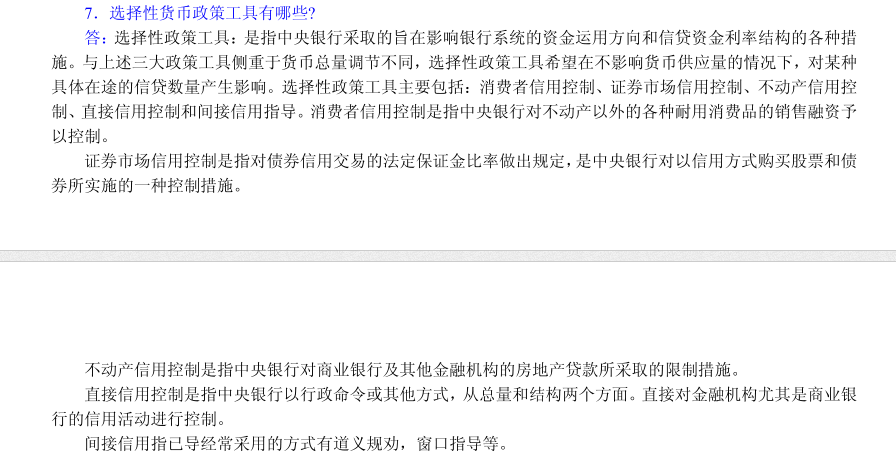 7．选择性货币政策工具有哪些?
答：选择性政策工具：是指中央银行采取的旨在影响银行系统的资金运用方向和信贷资金利率结构的各种措
施。与上述三大政策工具侧重于货币总量调节不同，选择性政策工具希望在不影响货币供应量的情况下，对某种
具体在途的信贷数量产生影响。选择性政策工具主要包括：消费者信用控制、证券市场信用控制、不动产信用控
制、直接信用控制和间接信用指导。消费者信用控制是指中央银行对不动产以外的各种耐用消费品的销售融资予
以控制。
证券市场信用控制是指对债券信用交易的法定保证金比率做出规定，是中央银行对以信用方式购买股票和债
券所实施的一种控制措施。
不动产信用控制是指中央银行对商业银行及其他金融机构的房地产贷款所采取的限制措施。
直接信用控制是指中央银行以行政命令或其他方式，从总量和结构两个方面。直接对金融机构尤其是商业银
行的信用活动进行控制。
间接信用指已导经常采用的方式有道义规劝，窗口指导等。